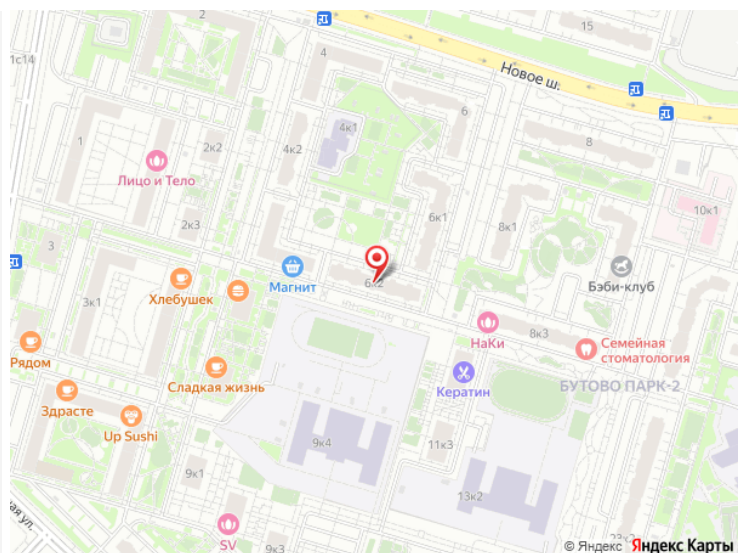 2
15
1с14
4
Новое ш.
6
4к1
8
1
2к2
4к2
Лицо и Тело
10к1
6к1
8к1
2к3
3
Бэби-клуб
Магнит
6к2
Хлебушек
3к1
НаКи
8к3
Семейная
стоматология
Рядом
Сладкая жизнь
Кератин
БУТОВО ПАРК-2
Здрасте
Up Sushi
9к4
11к3
9к1
13к2
SV
9к3
© Яндекс Яндекс Карты